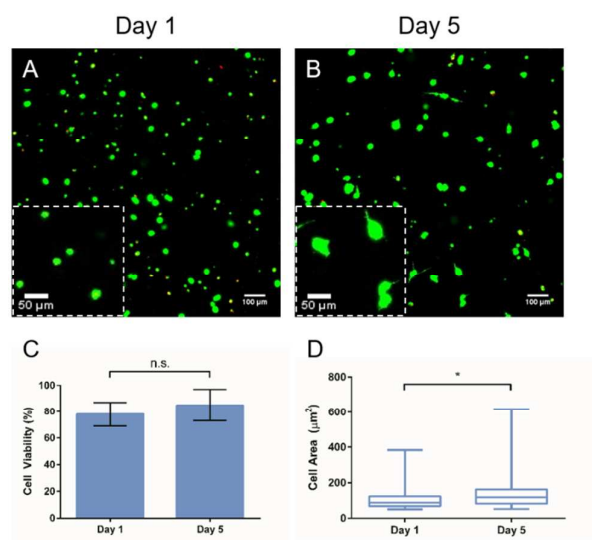 Day 1
Day 5
A
B
50 µm
100 µm
50 µm
100 µm
C
D
n.s.
*
Cell Viability (%)
100
80
60
40
20
0
Day 1
Day 5
Cell Area (µm²)
800
600
400
200
0
Day 1
Day 5